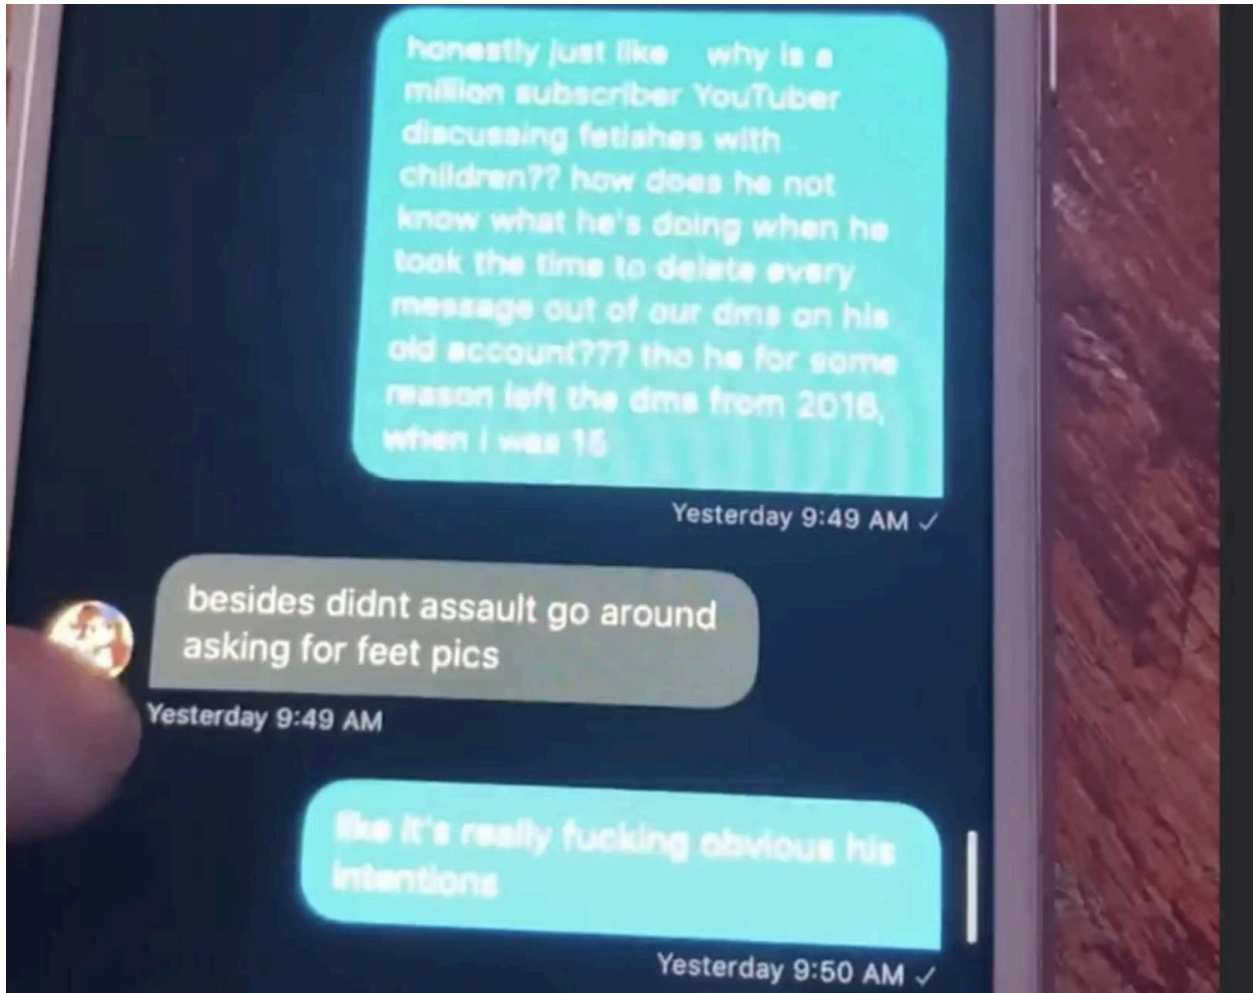 honestly just like why is a
million subscriber YouTuber
discussing fetishes with
children?? how does he not
know what he's doing when he
took the time to delete every
message out of our dms on his
old account??? tho he for some
reason left the dms from 2016,
when i was 15
Yesterday 9:49 AM ✓
besides didnt assault go around
asking for feet pics
Yesterday 9:49 AM
like it's really fucking obvious his
intentions
Yesterday 9:50 AM ✓